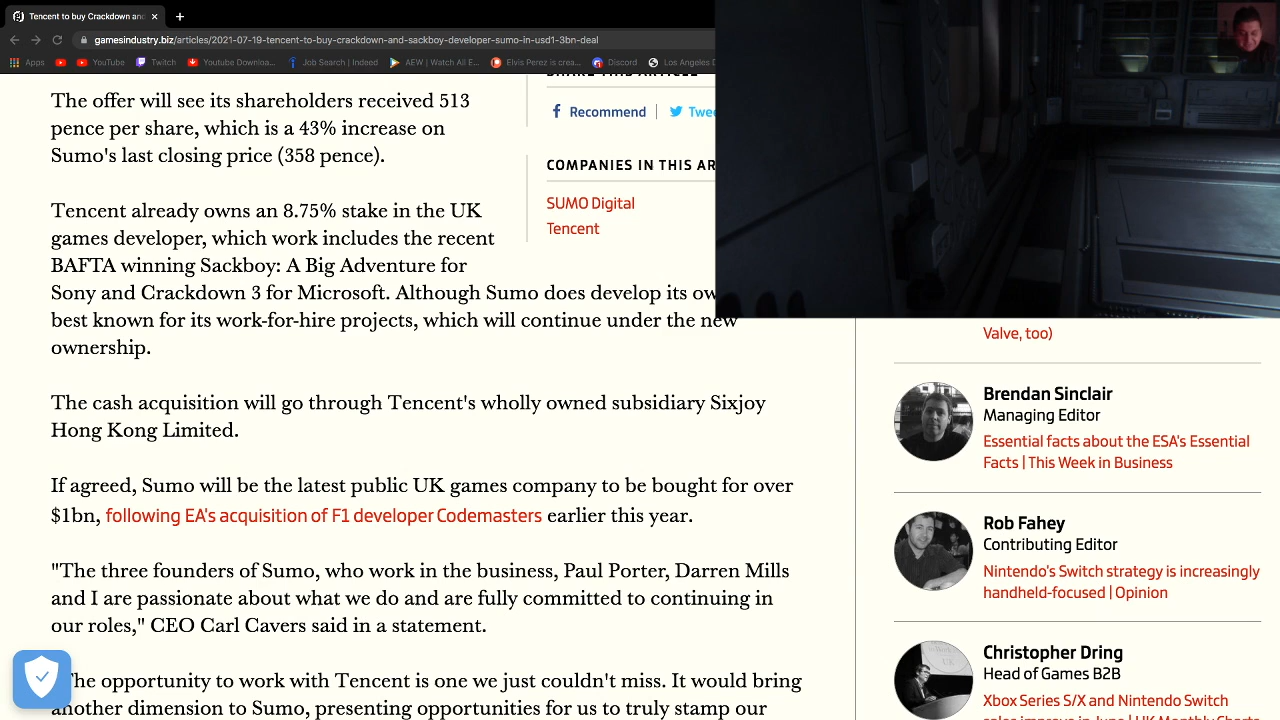 Tencent to buy Crackdown and
gamesindustry.biz/articles/2021-07-19-tencent-to-buy-crackdown-and-sackboy-developer-sumo-in-usd1-3bn-deal
Apps
YouTube
Twitch
Youtube Downloa...
Job Search | Indeed
AEW | Watch All E...
Elvis Perez is crea...
Discord
Los Angeles D
SHARE THIS ARTICLE
The offer will see its shareholders received 513
pence per share, which is a 43% increase on
Sumo's last closing price (358 pence).
Recommend
Twee
COMPANIES IN THIS AR
SUMO Digital
Tencent
Tencent already owns an 8.75% stake in the UK
games developer, which work includes the recent
BAFTA winning Sackboy: A Big Adventure for
Sony and Crackdown 3 for Microsoft. Although Sumo does develop its ow
best known for its work-for-hire projects, which will continue under the new
ownership.
The cash acquisition will go through Tencent's wholly owned subsidiary Sixjoy
Hong Kong Limited.
If agreed, Sumo will be the latest public UK games company to be bought for over
$1bn, following EA's acquisition of F1 developer Codemasters earlier this year.
"The three founders of Sumo, who work in the business, Paul Porter, Darren Mills
and I are passionate about what we do and are fully committed to continuing in
our roles," CEO Carl Cavers said in a statement.
he opportunity to work with Tencent is one we just couldn't miss. It would bring
another dimension to Sumo, presenting opportunities for us to truly stamp our
Valve, too)
Brendan Sinclair
Managing Editor
Essential facts about the ESA's Essential
Facts | This Week in Business
Rob Fahey
Contributing Editor
Nintendo's Switch strategy is increasingly
handheld-focused | Opinion
Christopher Dring
Head of Games B2B
Xbox Series S/X and Nintendo Switch
sales improve in June | UK Monthly Charts